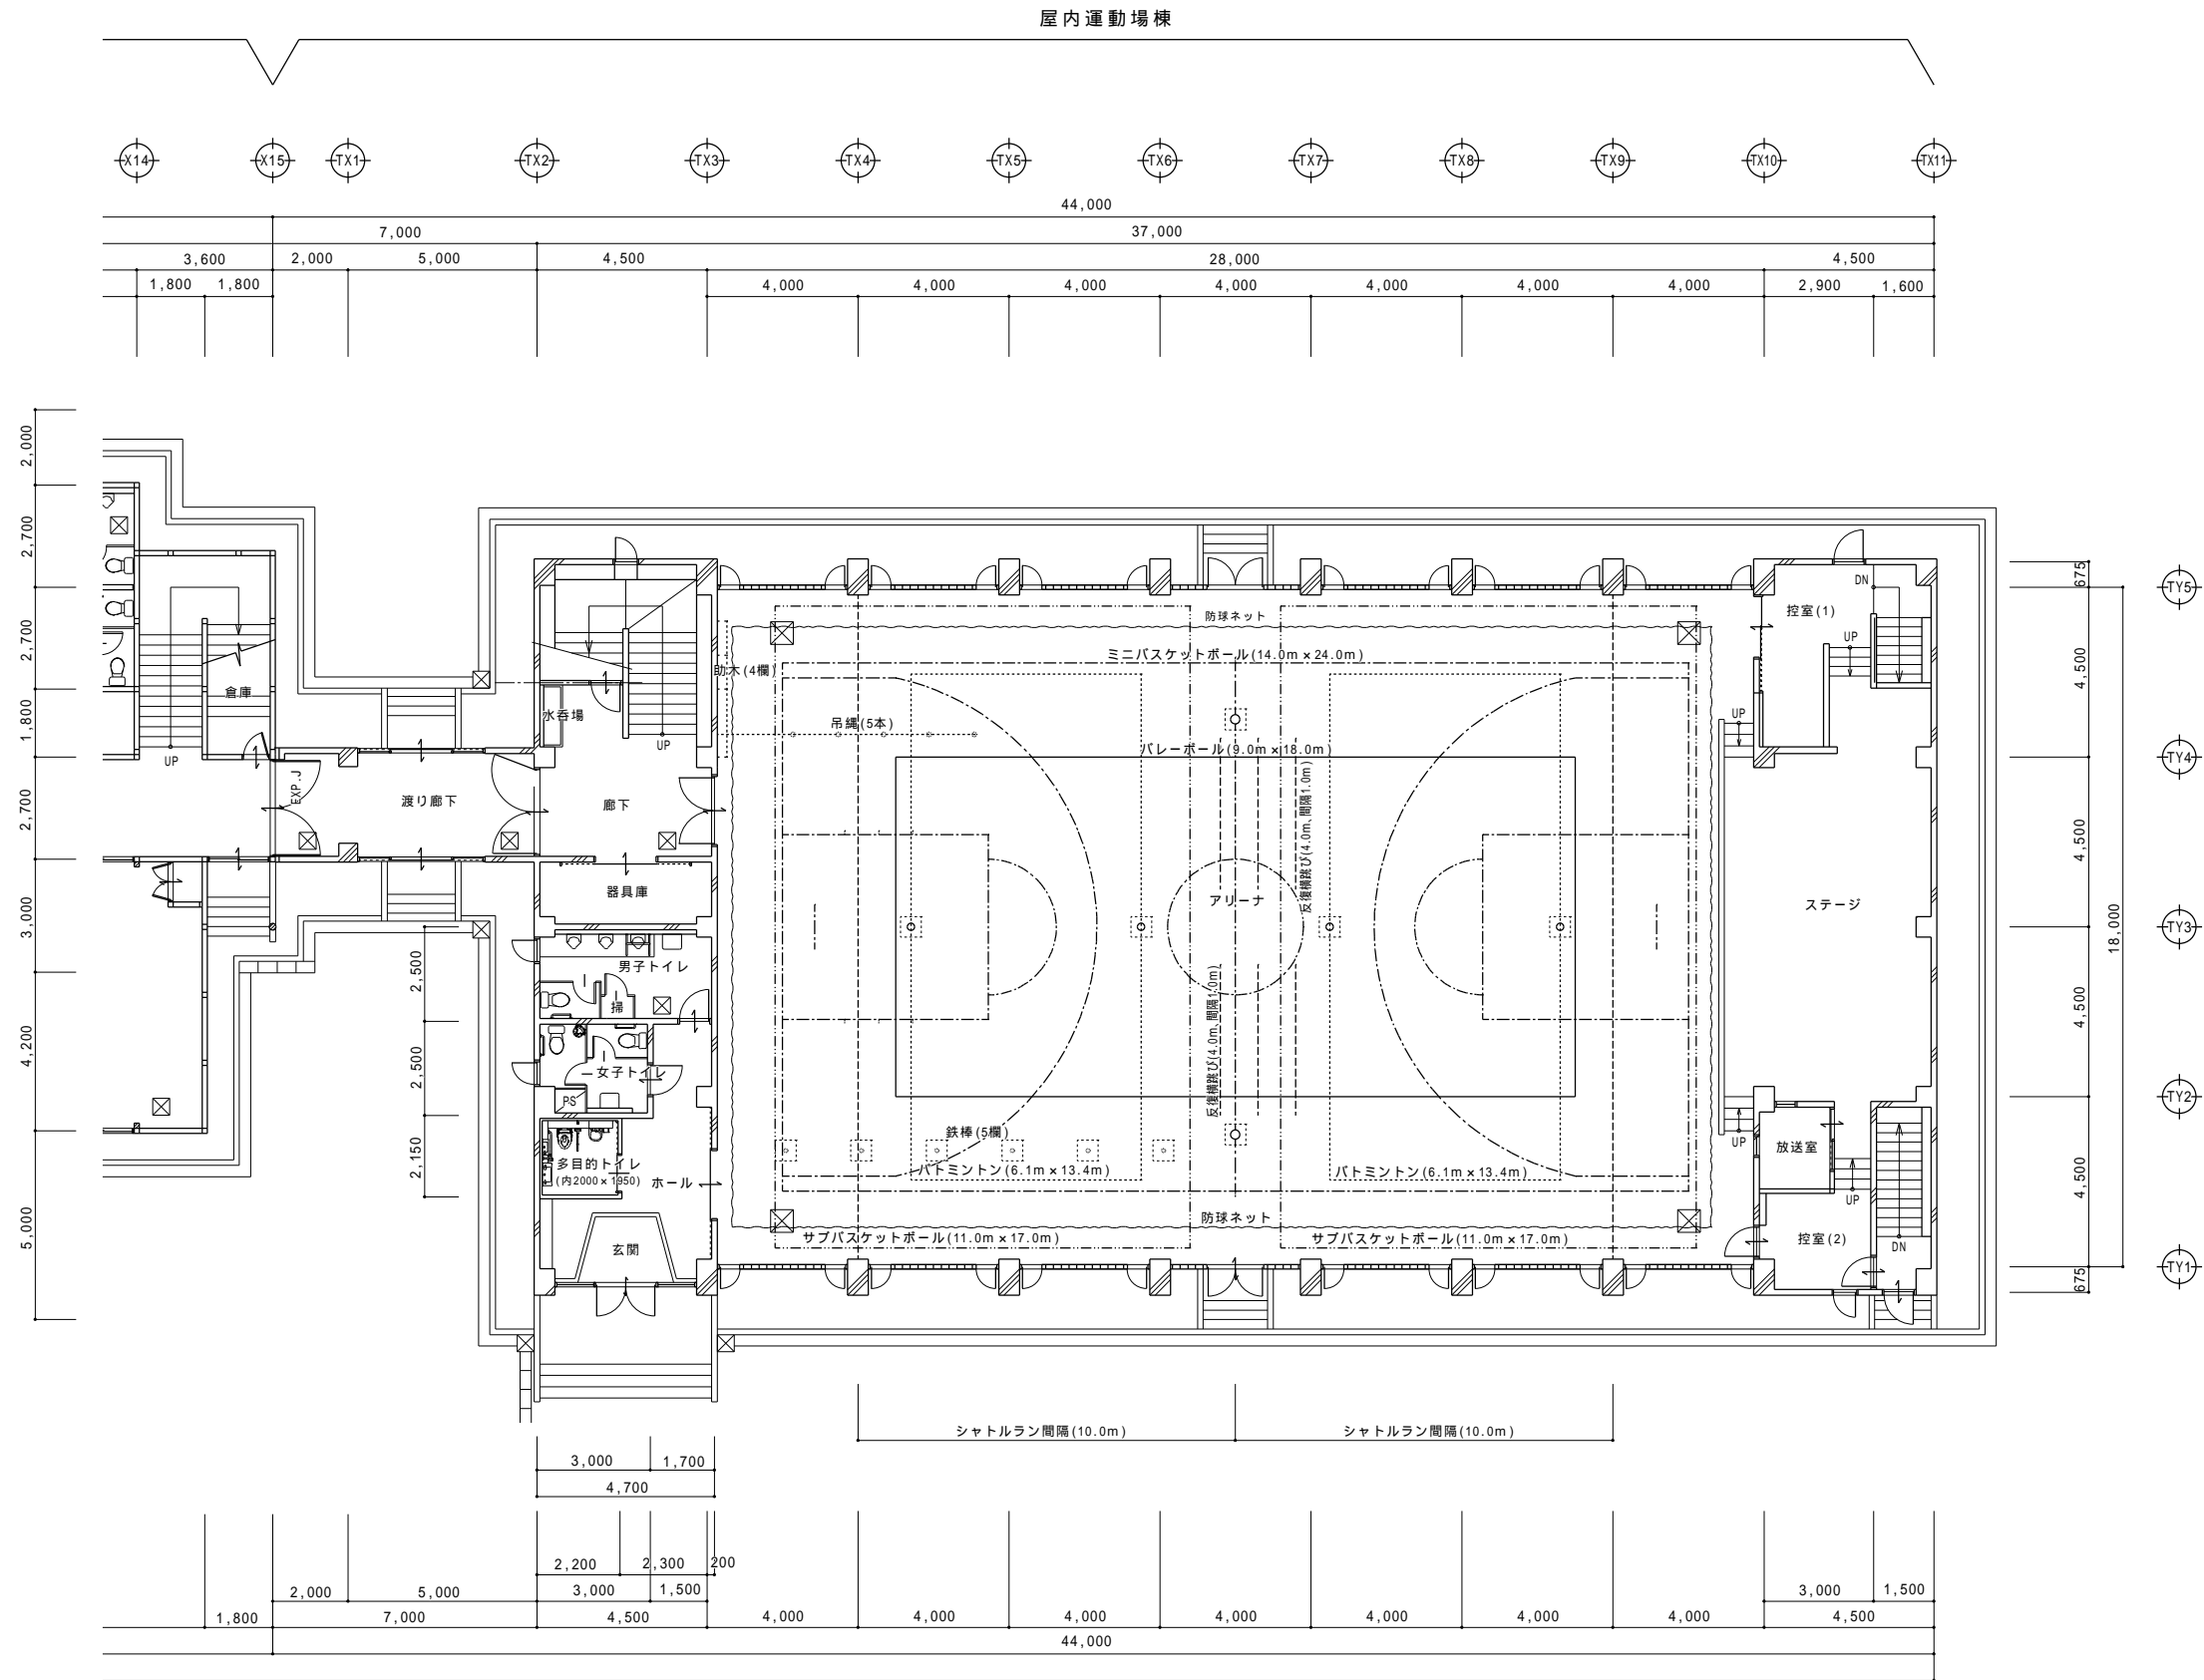 屋内運動場棟
X14 X15 TX1 TX2 TX3 TX4 TX5 TX6 TX7 TX8 TX9 TX10 TX11
44,000
7,000 37,000
3,600 2,000 5,000 4,500 28,000 4,500
1,800 1,800 4,000 4,000 4,000 4,000 4,000 4,000 4,000 2,900 1,600
2,000
2,700
2,700
1,800
2,700
3,000
4,200
5,000
675
4,500
4,500
4,500
4,500
675
18,000
TY5
TY4
TY3
TY2
TY1
倉庫
UP
EXP.J
渡り廊下
水呑場
UP
廊下
器具庫
男子トイレ
掃
女子トイレ
PS
多目的トイレ
(内2000×1950)
ホール
玄関
2,500
2,500
2,150
防球ネット
ミニバスケットボール(14.0m×24.0m)
助木(4欄)
吊縄(5本)
バレーボール(9.0m×18.0m)
反復横跳び(4.0m、間隔1.0m)
アリーナ
反復横跳び(4.0m、間隔1.0m)
鉄棒(5欄)
バトミントン(6.1m×13.4m)
バトミントン(6.1m×13.4m)
防球ネット
サブバスケットボール(11.0m×17.0m)
サブバスケットボール(11.0m×17.0m)
DN
控室(1)
UP
UP
ステージ
UP
放送室
UP
控室(2)
DN
シャトルラン間隔(10.0m) シャトルラン間隔(10.0m)
3,000 1,700
4,700
2,200 2,300 200
2,000 5,000 3,000 1,500 3,000 1,500
1,800 7,000 4,500 4,000 4,000 4,000 4,000 4,000 4,000 4,000 4,500
44,000